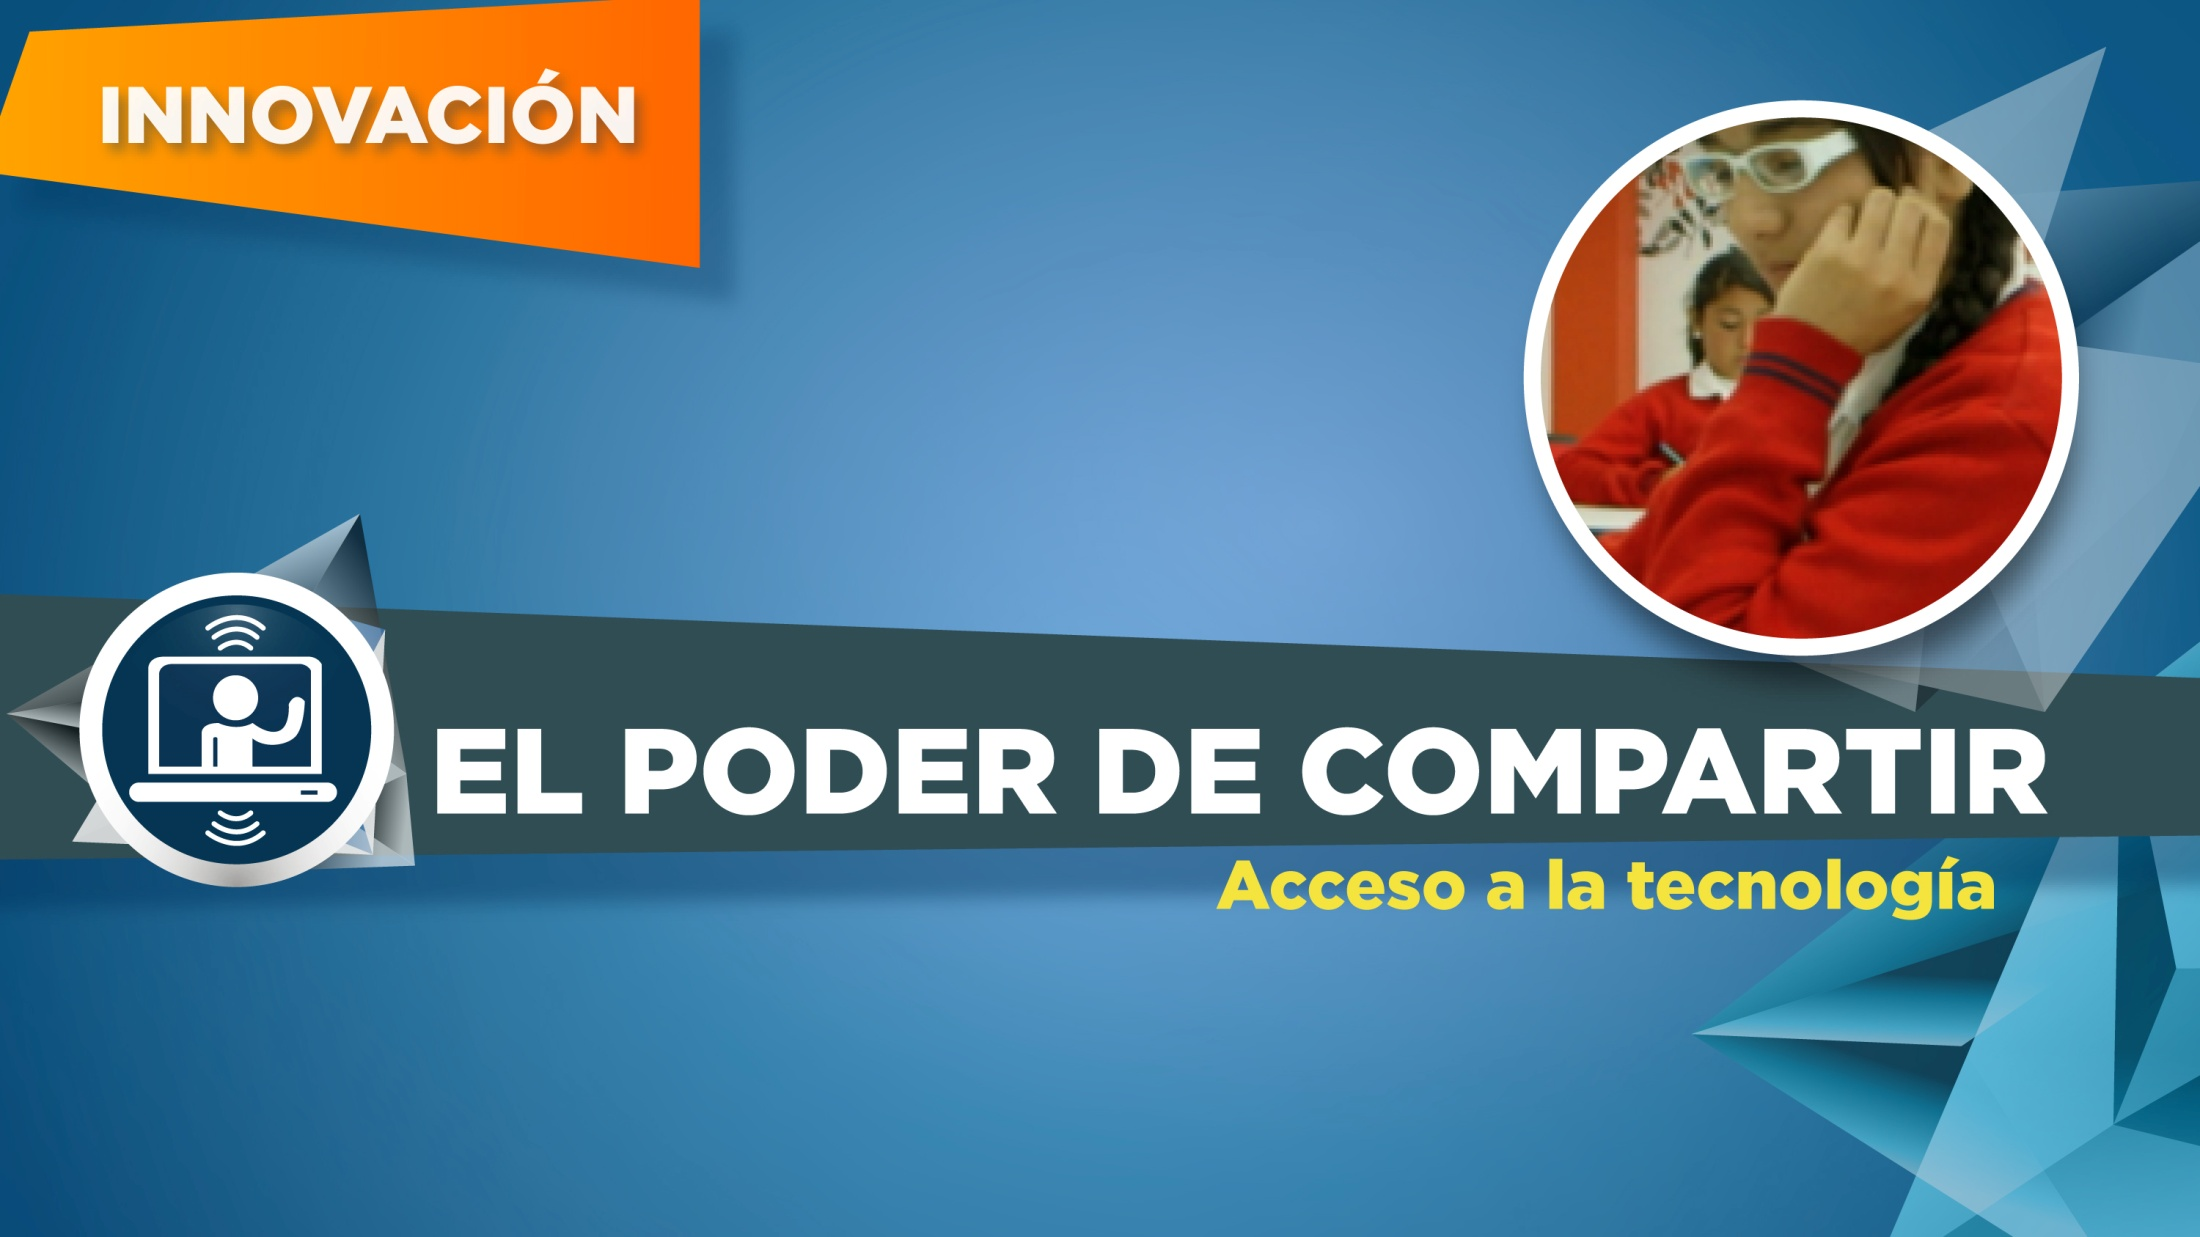 INNOVACIÓN
EL PODER DE COMPARTIR
Acceso a la tecnología